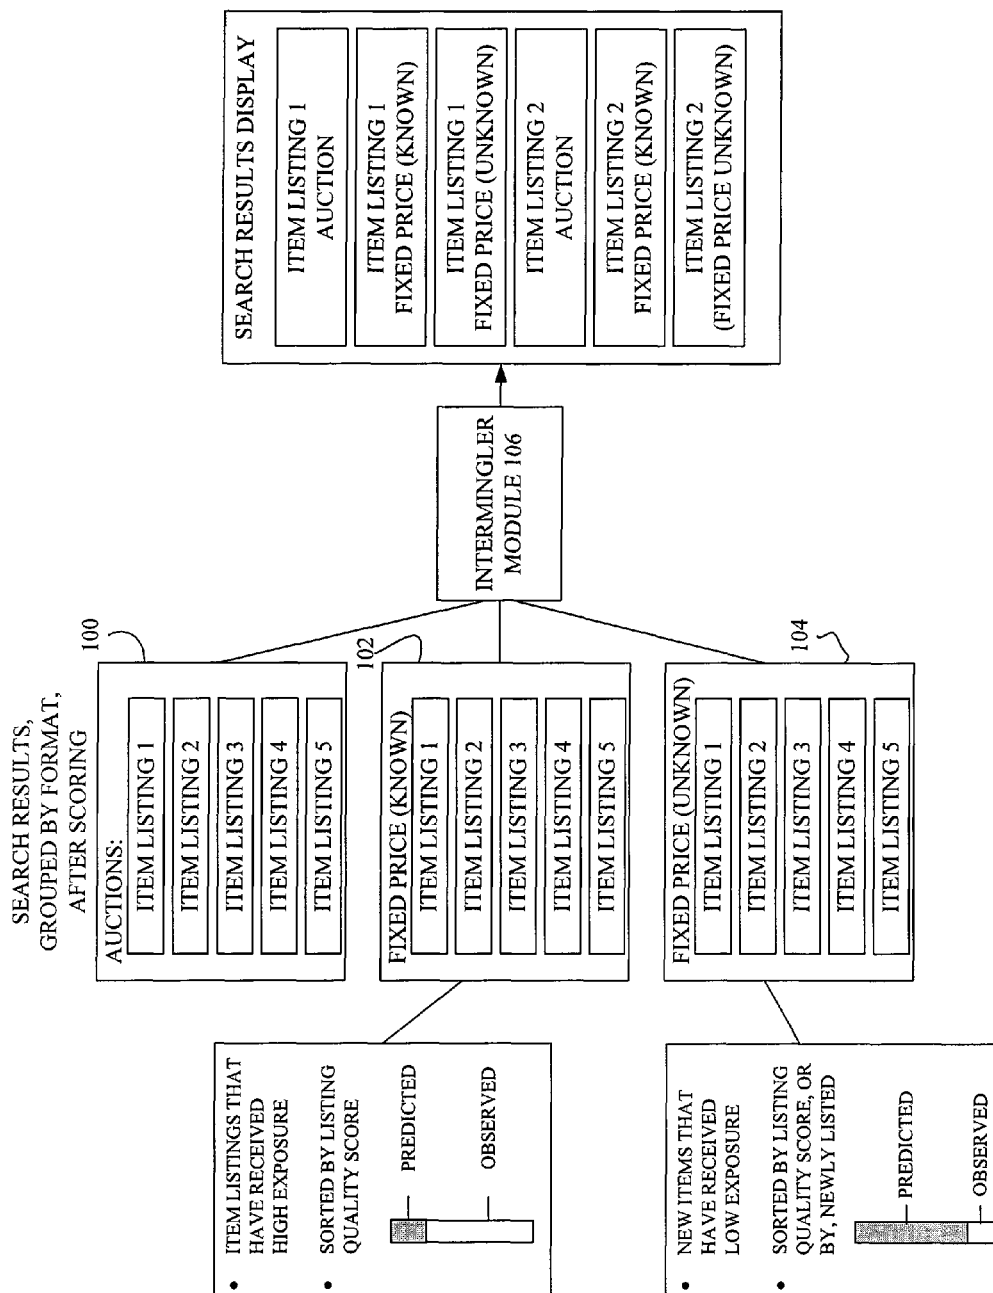 SEARCH RESULTS,
GROUPED BY FORMAT,
AFTER SCORING
100
AUCTIONS:
ITEM LISTING 1
ITEM LISTING 2
ITEM LISTING 3
ITEM LISTING 4
ITEM LISTING 5
• ITEM LISTINGS THAT
HAVE RECEIVED
HIGH EXPOSURE
• SORTED BY LISTING
QUALITY SCORE
PREDICTED
OBSERVED
102
FIXED PRICE (KNOWN)
ITEM LISTING 1
ITEM LISTING 2
ITEM LISTING 3
ITEM LISTING 4
ITEM LISTING 5
• NEW ITEMS THAT
HAVE RECEIVED
LOW EXPOSURE
• SORTED BY LISTING
QUALITY SCORE, OR
BY, NEWLY LISTED
PREDICTED
OBSERVED
104
FIXED PRICE (UNKNOWN)
ITEM LISTING 1
ITEM LISTING 2
ITEM LISTING 3
ITEM LISTING 4
ITEM LISTING 5
INTERMINGLER
MODULE 106
SEARCH RESULTS DISPLAY
ITEM LISTING 1
AUCTION
ITEM LISTING 1
FIXED PRICE (KNOWN)
ITEM LISTING 1
FIXED PRICE (UNKNOWN)
ITEM LISTING 2
AUCTION
ITEM LISTING 2
FIXED PRICE (KNOWN)
ITEM LISTING 2
(FIXED PRICE UNKNOWN)